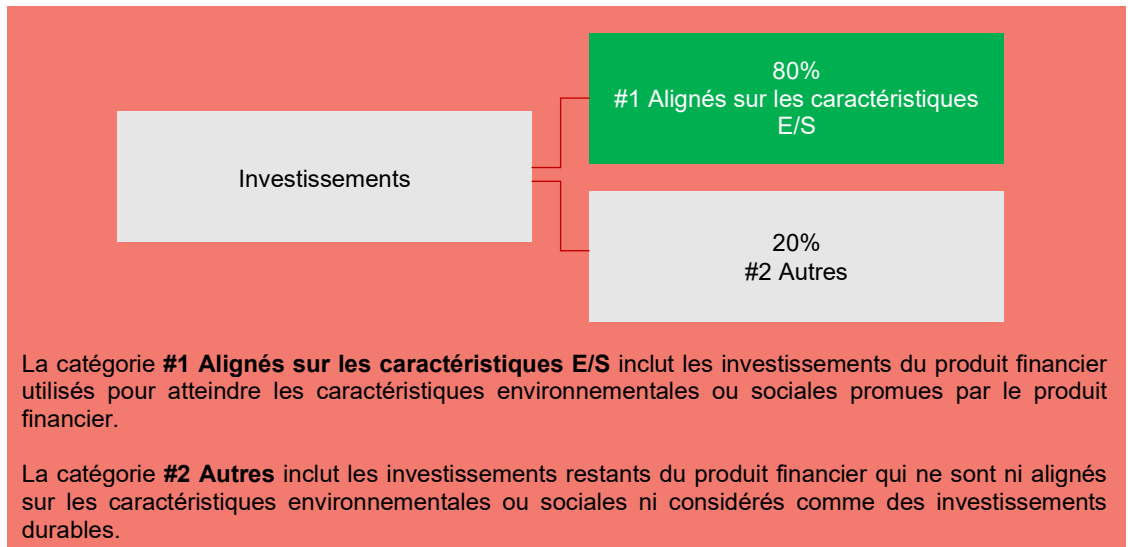 80%
#1 Alignés sur les caractéristiques
E/S
Investissements
20%
#2 Autres
La catégorie #1 Alignés sur les caractéristiques E/S inclut les investissements du produit financier
utilisés pour atteindre les caractéristiques environnementales ou sociales promues par le produit
financier.
La catégorie #2 Autres inclut les investissements restants du produit financier qui ne sont ni alignés
sur les caractéristiques environnementales ou sociales ni considérés comme des investissements
durables.